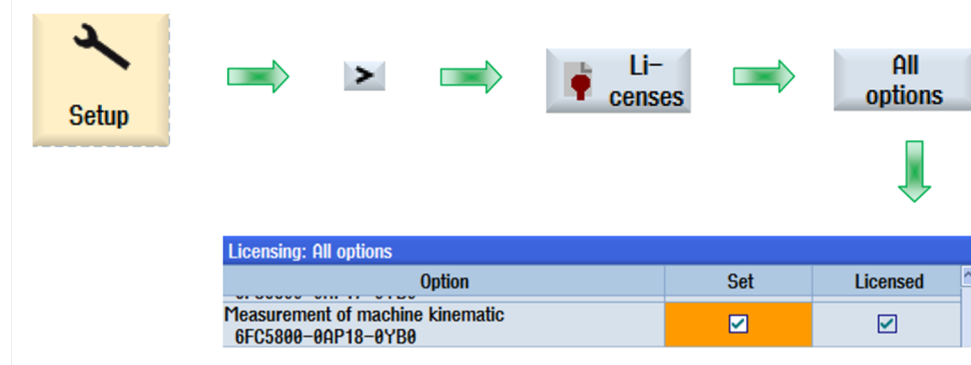 Setup
>
Li-
censes
All
options
Licensing: All options
Option Set Licensed
Measurement of machine kinematic
6FC5800-0AP18-0YB0